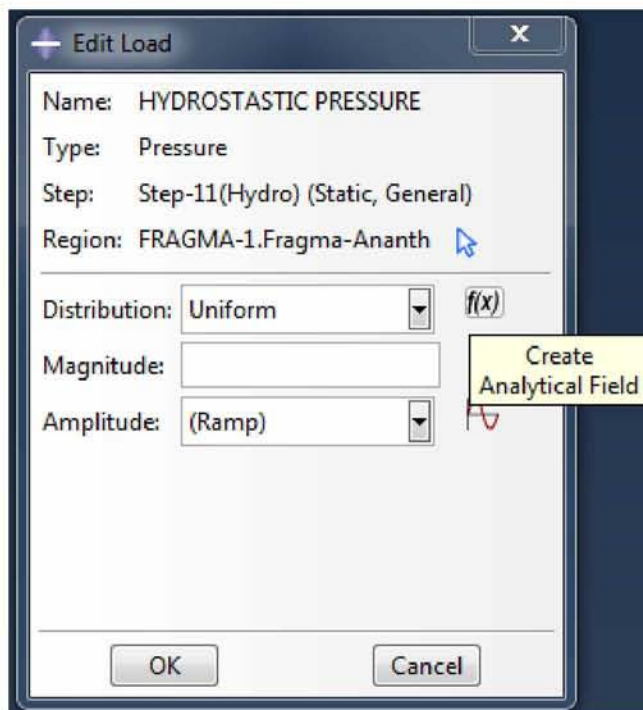 Edit Load
x
Name: HYDROSTASTIC PRESSURE
Type: Pressure
Step: Step-11(Hydro) (Static, General)
Region: FRAGMA-1.Fragma-Ananth
Distribution: Uniform f(x)
Create
Analytical Field
Magnitude:
Amplitude: (Ramp)
OK Cancel